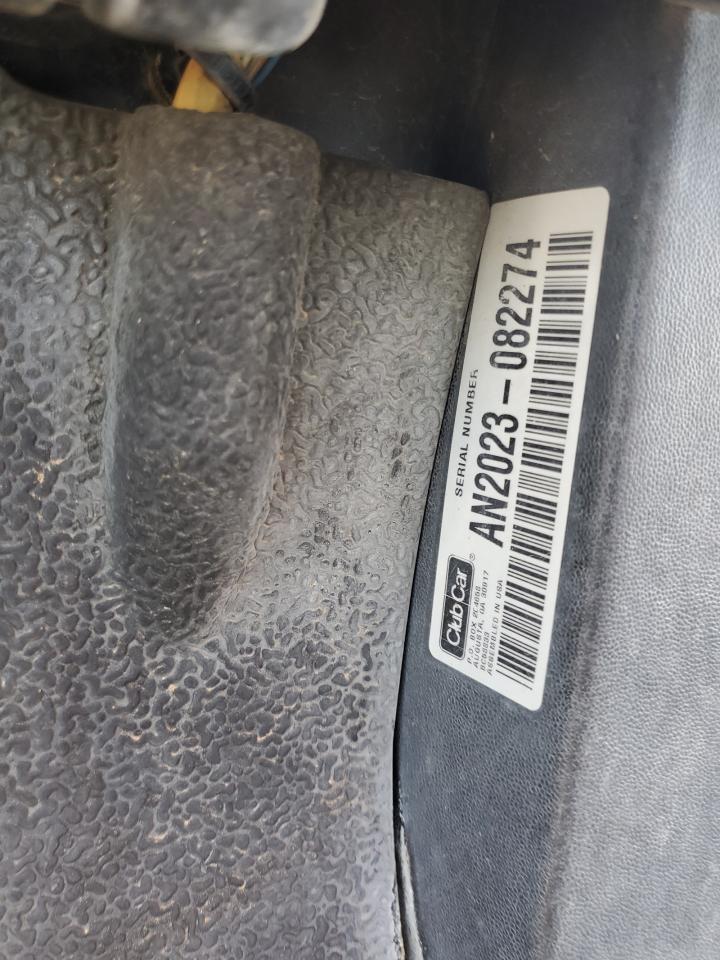 SERIAL NUMBER
AN2023-082274
Club Car®
P.O. BOX 204658
AUGUSTA, GA 30917
ASSEMBLED IN USA